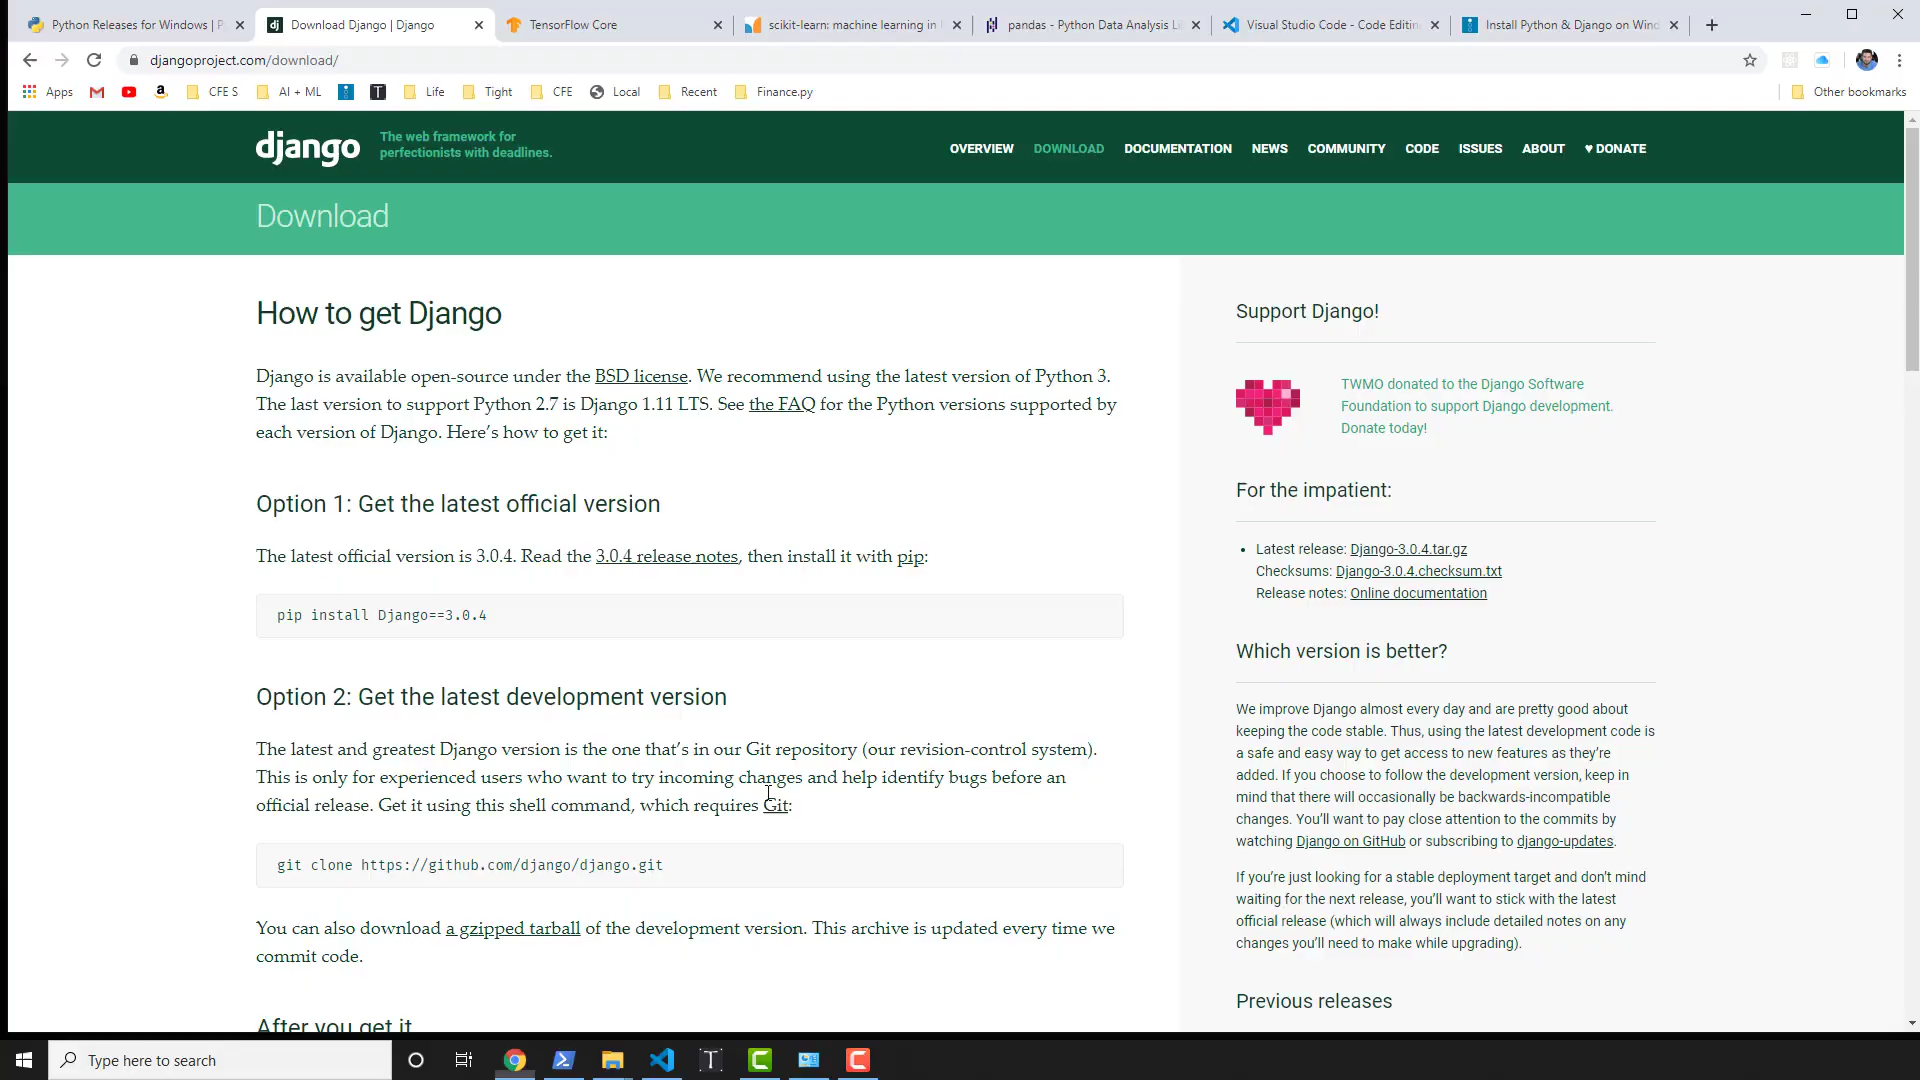 Python Releases for Windows | P
Download Django | Django
TensorFlow Core
scikit-learn: machine learning in
pandas - Python Data Analysis Li
Visual Studio Code - Code Editin
Install Python & Django on Wind
djangoproject.com/download/
Apps
CFE S
AI + ML
T
Life
Tight
CFE
Local
Recent
Finance.py
Other bookmarks
django
The web framework for
perfectionists with deadlines.
OVERVIEW
DOWNLOAD
DOCUMENTATION
NEWS
COMMUNITY
CODE
ISSUES
ABOUT
♥ DONATE
Download
How to get Django
Django is available open-source under the BSD license. We recommend using the latest version of Python 3.
The last version to support Python 2.7 is Django 1.11 LTS. See the FAQ for the Python versions supported by
each version of Django. Here's how to get it:
Option 1: Get the latest official version
The latest official version is 3.0.4. Read the 3.0.4 release notes, then install it with pip:
pip install Django==3.0.4
Option 2: Get the latest development version
The latest and greatest Django version is the one that's in our Git repository (our revision-control system).
This is only for experienced users who want to try incoming changes and help identify bugs before an
official release. Get it using this shell command, which requires Git:
git clone https://github.com/django/django.git
You can also download a gzipped tarball of the development version. This archive is updated every time we
commit code.
After you get it
Support Django!
TWMO donated to the Django Software
Foundation to support Django development.
Donate today!
For the impatient:
• Latest release: Django-3.0.4.tar.gz
Checksums: Django-3.0.4.checksum.txt
Release notes: Online documentation
Which version is better?
We improve Django almost every day and are pretty good about
keeping the code stable. Thus, using the latest development code is
a safe and easy way to get access to new features as they're
added. If you choose to follow the development version, keep in
mind that there will occasionally be backwards-incompatible
changes. You'll want to pay close attention to the commits by
watching Django on GitHub or subscribing to django-updates.
If you're just looking for a stable deployment target and don't mind
waiting for the next release, you'll want to stick with the latest
official release (which will always include detailed notes on any
changes you'll need to make while upgrading).
Previous releases
Type here to search